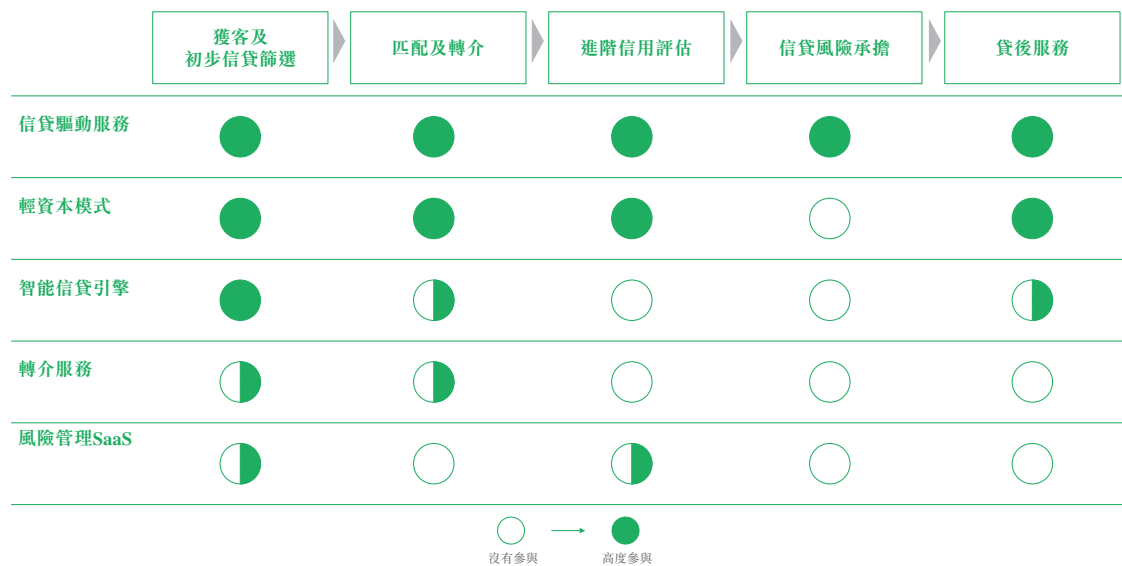 獲客及
初步信貸篩選
匹配及轉介
進階信用評估
信貸風險承擔
貸後服務
信貸驅動服務
輕資本模式
智能信貸引擎
轉介服務
風險管理SaaS
沒有參與
高度參與